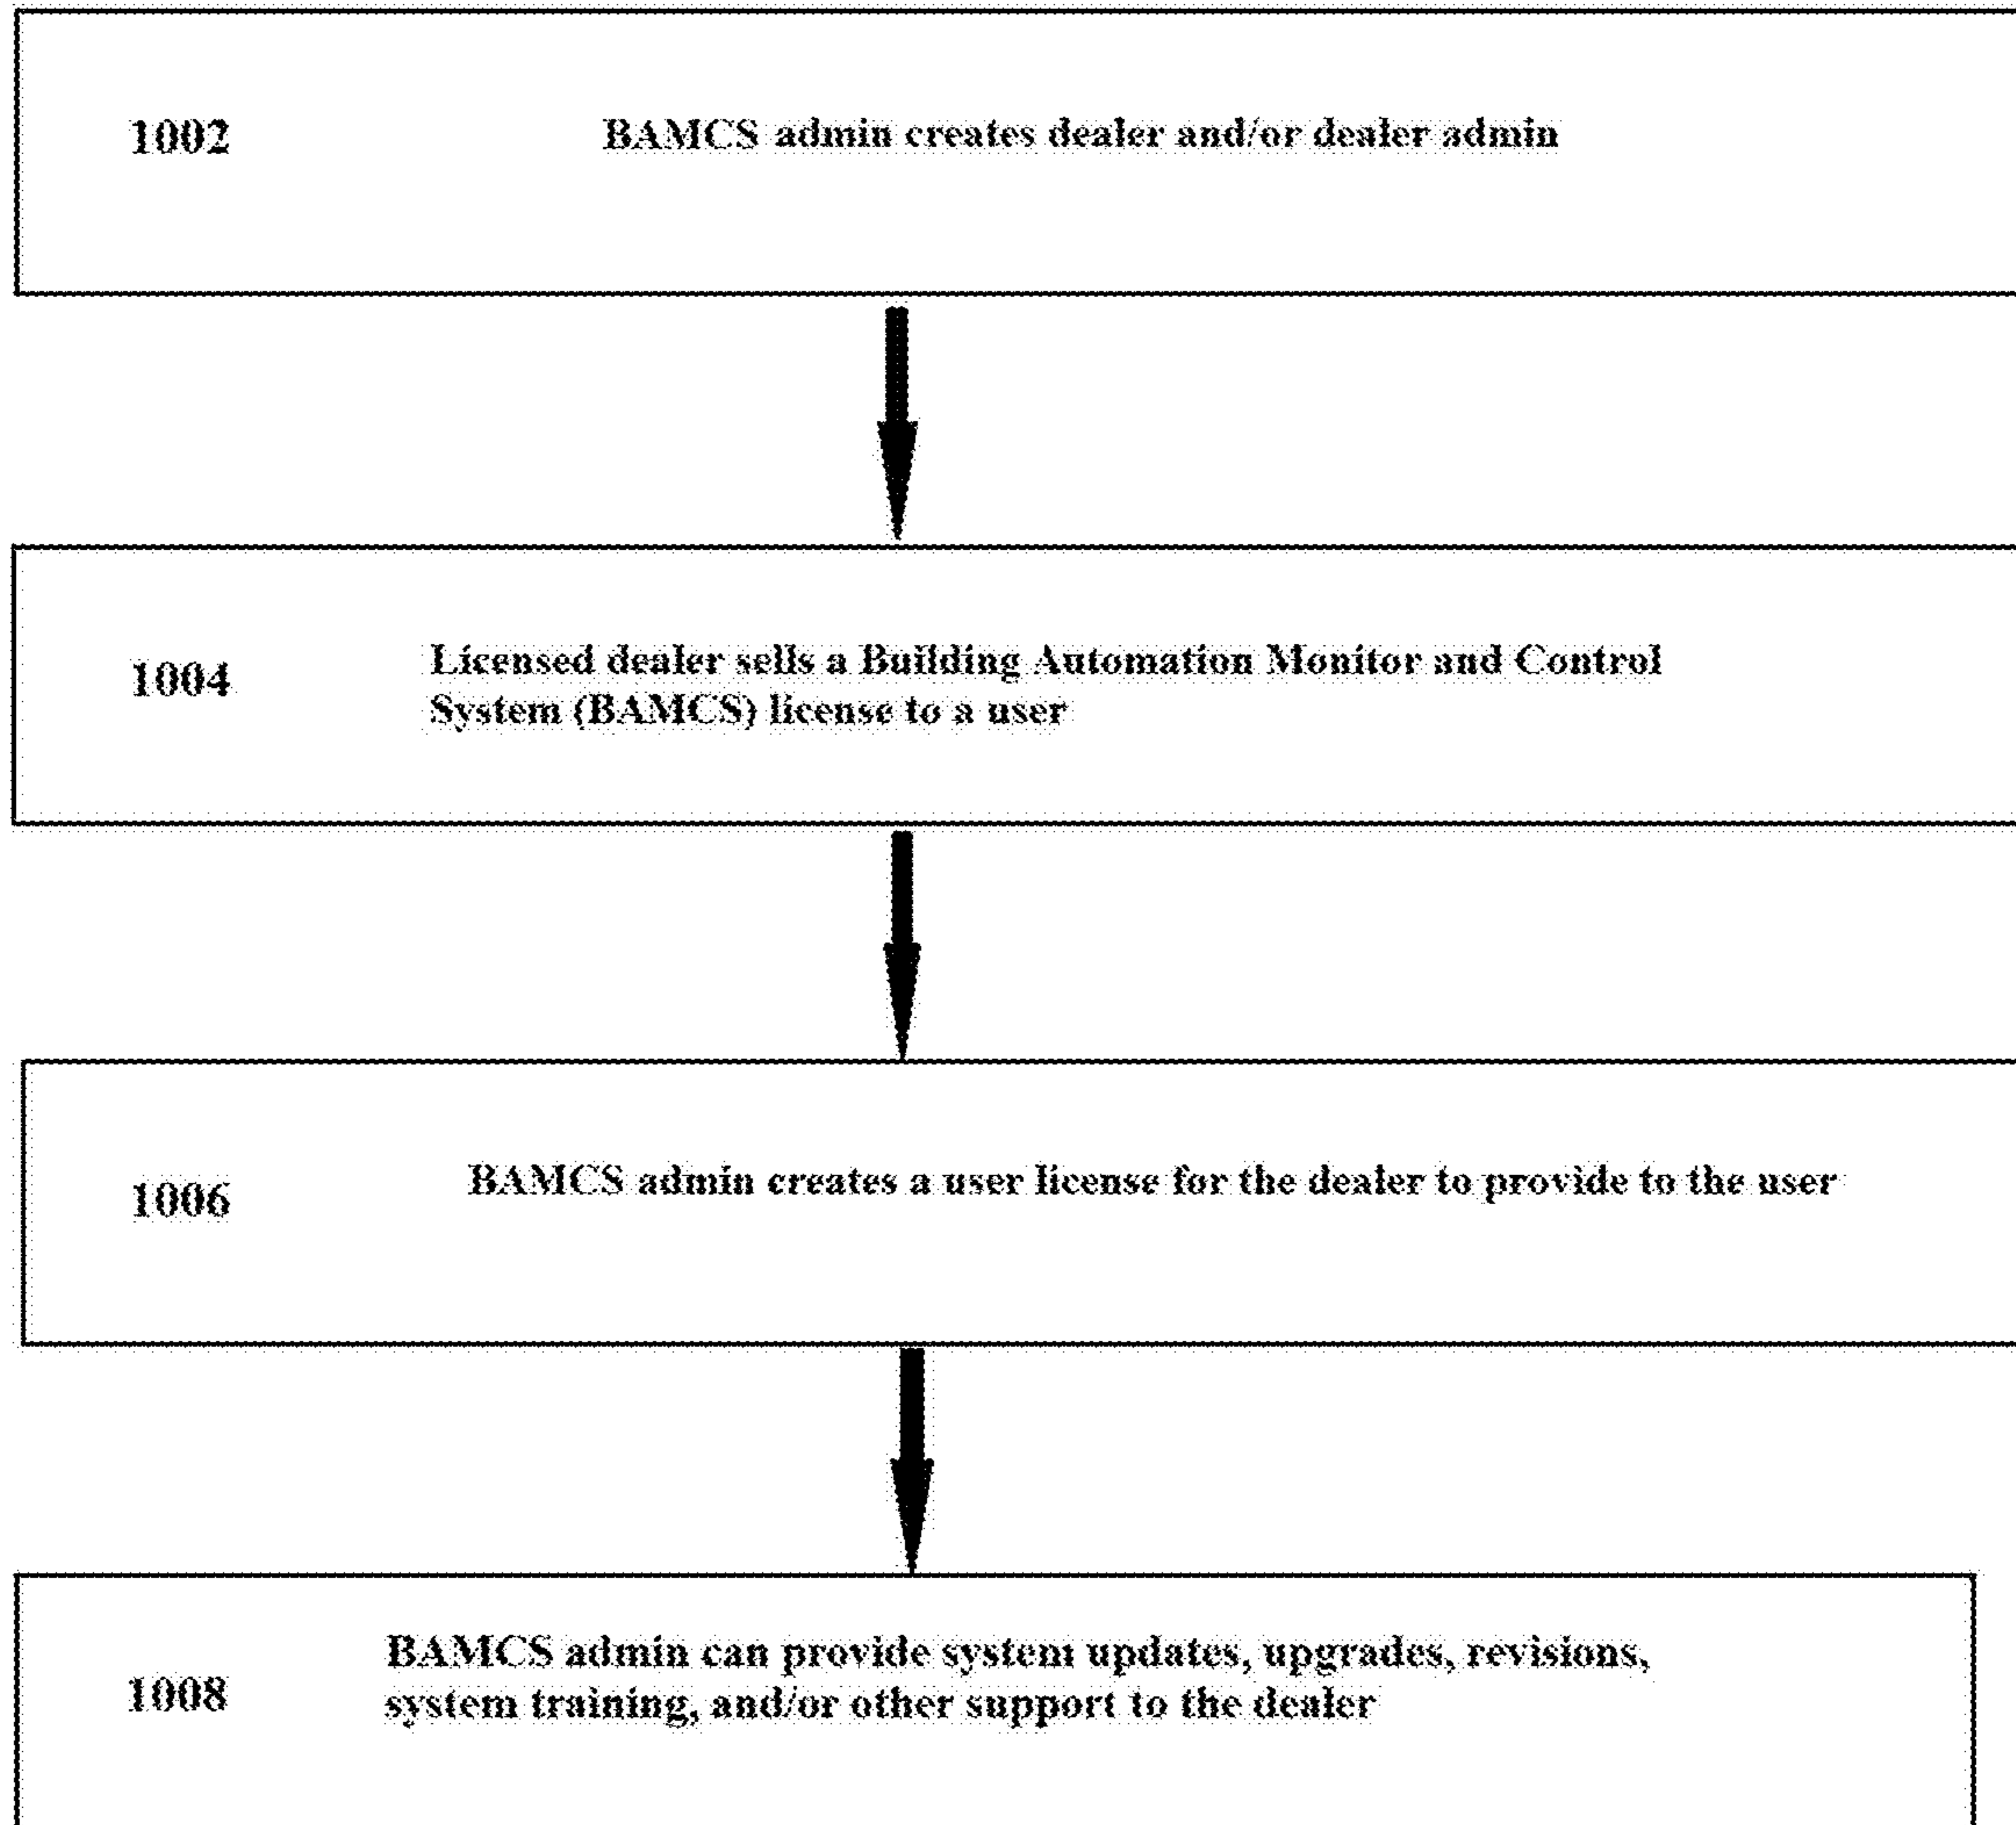 1002 BAMCS admin creates dealer and/or dealer admin
1004 Licensed dealer sells a Building Automation Monitor and Control
System (BAMCS) license to a user
1006 BAMCS admin creates a user license for the dealer to provide to the user
1008 BAMCS admin can provide system updates, upgrades, revisions,
system training, and/or other support to the dealer